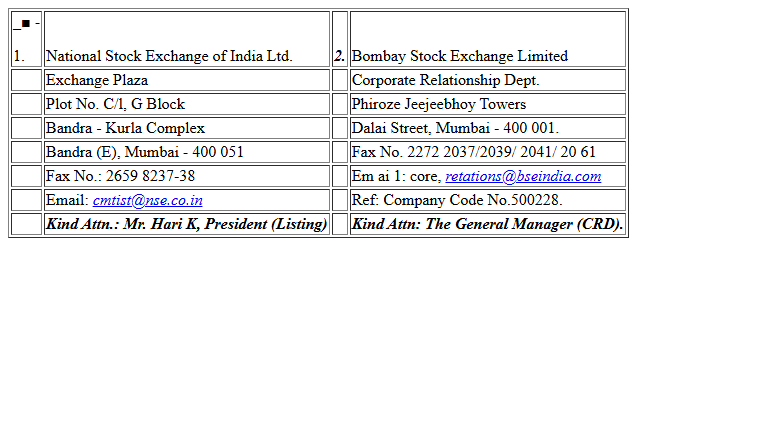 _■ -
1. National Stock Exchange of India Ltd. 2. Bombay Stock Exchange Limited
Exchange Plaza Corporate Relationship Dept.
Plot No. C/l, G Block Phiroze Jeejeebhoy Towers
Bandra - Kurla Complex Dalai Street, Mumbai - 400 001.
Bandra (E), Mumbai - 400 051 Fax No. 2272 2037/2039/ 2041/ 20 61
Fax No.: 2659 8237-38 Em ai 1: core, retations@bseindia.com
Email: cmtist@nse.co.in Ref: Company Code No.500228.
Kind Attn.: Mr. Hari K, President (Listing) Kind Attn: The General Manager (CRD).